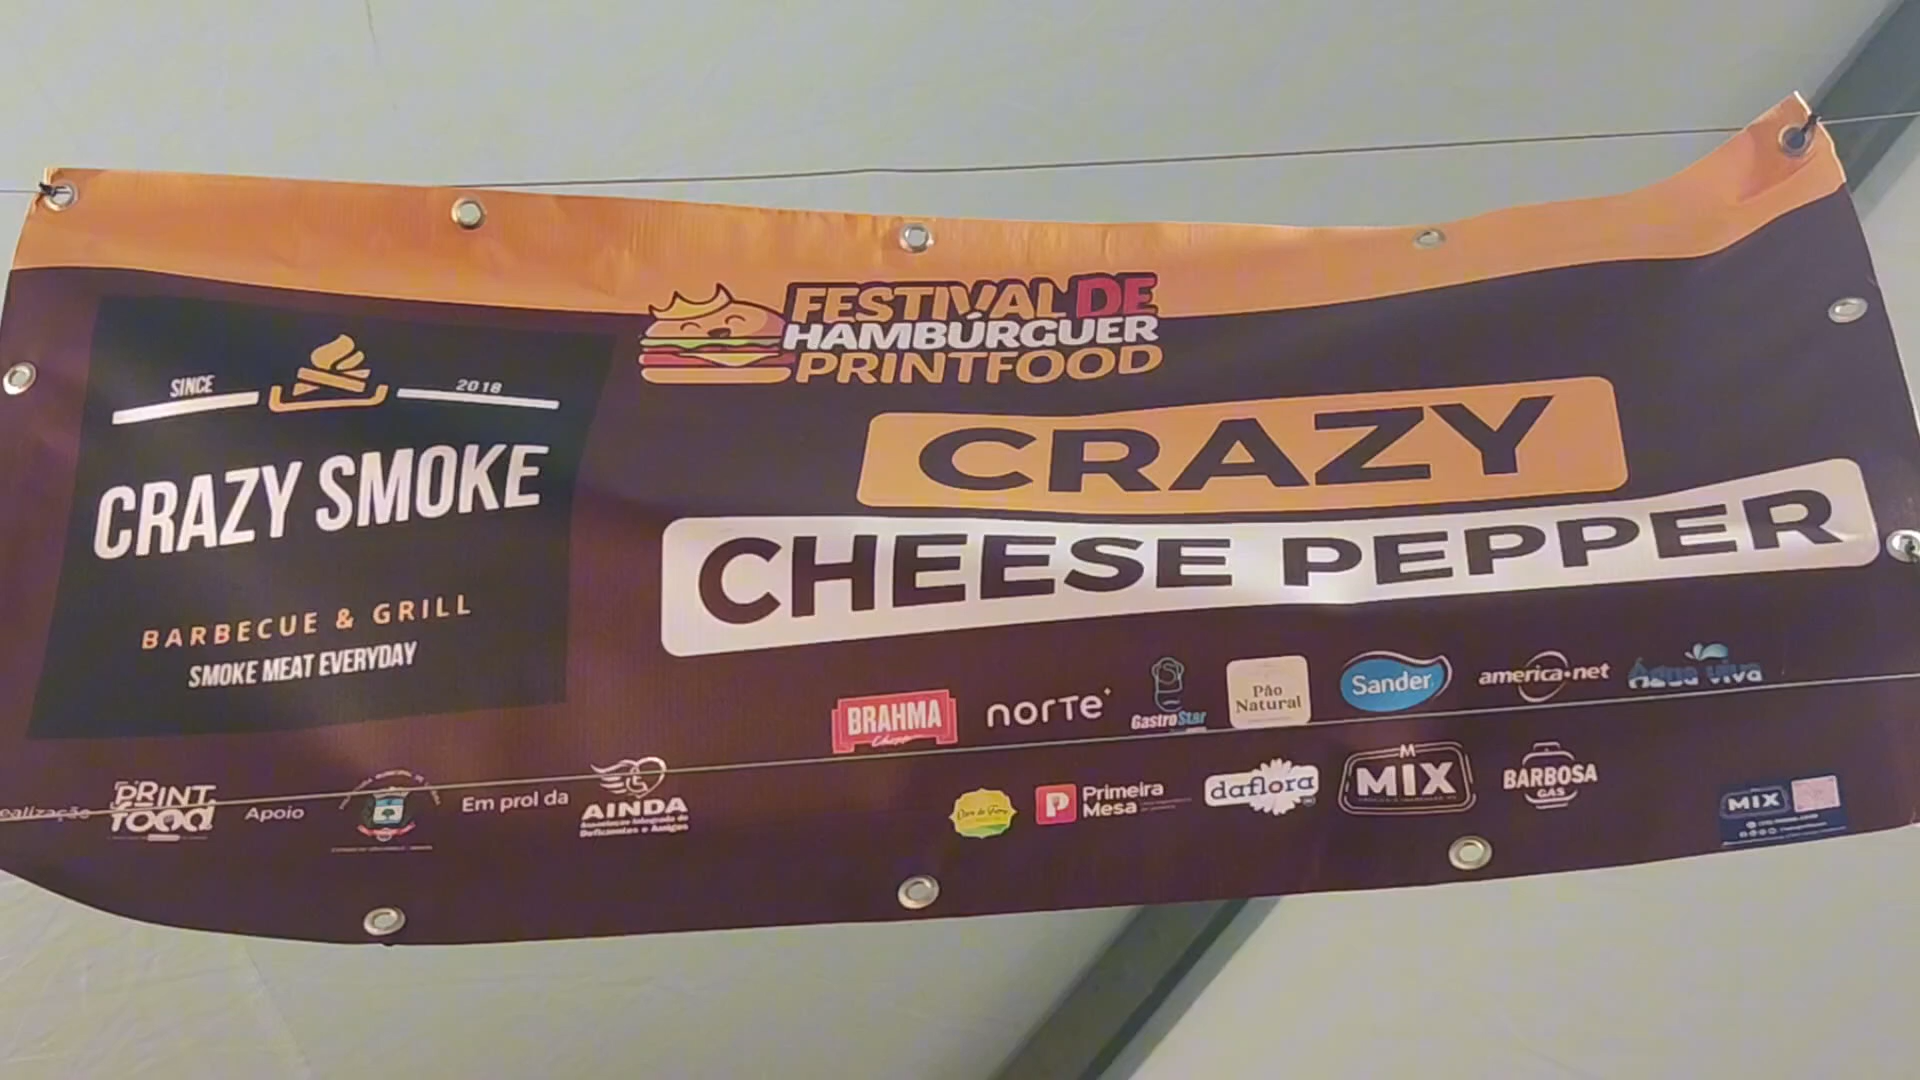 FESTIVAL DE
HAMBÚRGUER
PRINTFOOD
SINCE 2018
CRAZY SMOKE
BARBECUE & GRILL
SMOKE MEAT EVERYDAY
CRAZY
CHEESE PEPPER
BRAHMA
Chopp
norte
GastroStar
Pão
Natural
Sander
america.net
Água viva
ealização
PRINT
food
Apoio
Em prol da
AINDA
Associação Integrada de
Deficientes e Amigos
Primeira
Mesa
daflora
M
MIX
BARBOSA
GAS
MIX